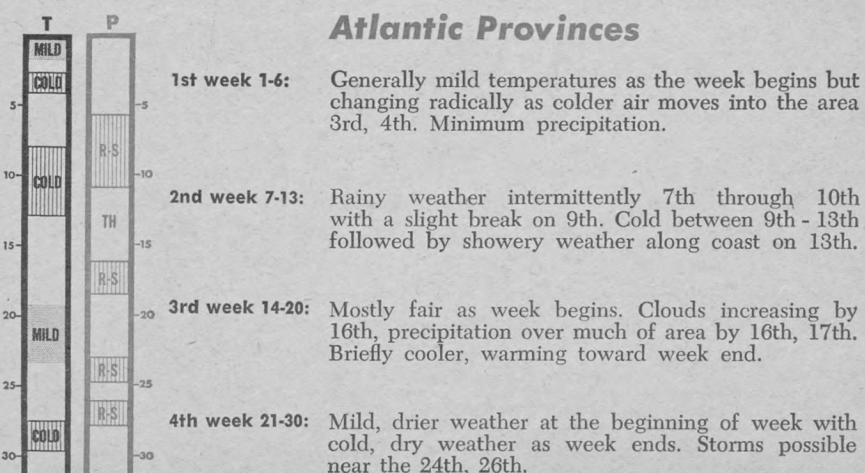 Atlantic Provinces
T P
MILD
COLD
5- -5
R-S
10- COLD -10
TH
15- -15
R-S
20- -20
MILD
R-S
25- -25
R-S
COLD
30- -30
1st week 1-6: Generally mild temperatures as the week begins but
changing radically as colder air moves into the area
3rd, 4th. Minimum precipitation.
2nd week 7-13: Rainy weather intermittently 7th through 10th
with a slight break on 9th. Cold between 9th - 13th
followed by showery weather along coast on 13th.
3rd week 14-20: Mostly fair as week begins. Clouds increasing by
16th, precipitation over much of area by 16th, 17th.
Briefly cooler, warming toward week end.
4th week 21-30: Mild, drier weather at the beginning of week with
cold, dry weather as week ends. Storms possible
near the 24th, 26th.